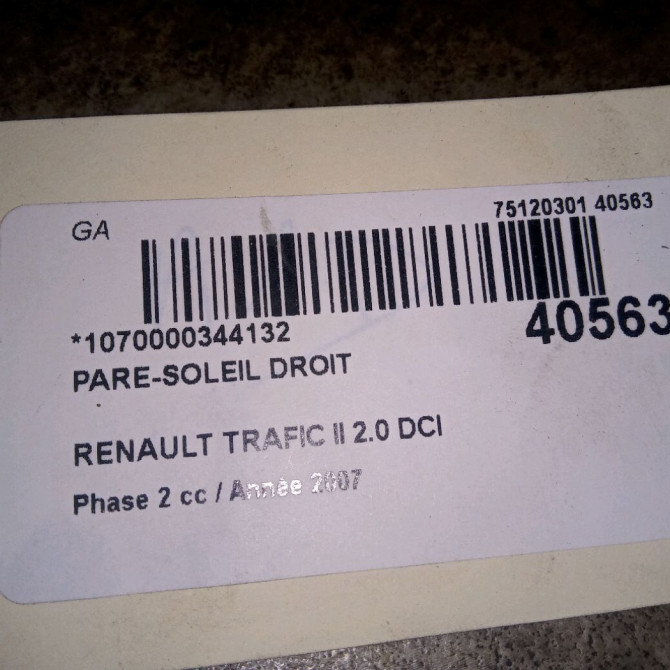 GA
75120301 40563
*1070000344132
40563
PARE-SOLEIL DROIT
RENAULT TRAFIC II 2.0 DCI
Phase 2 cc / Année 2007